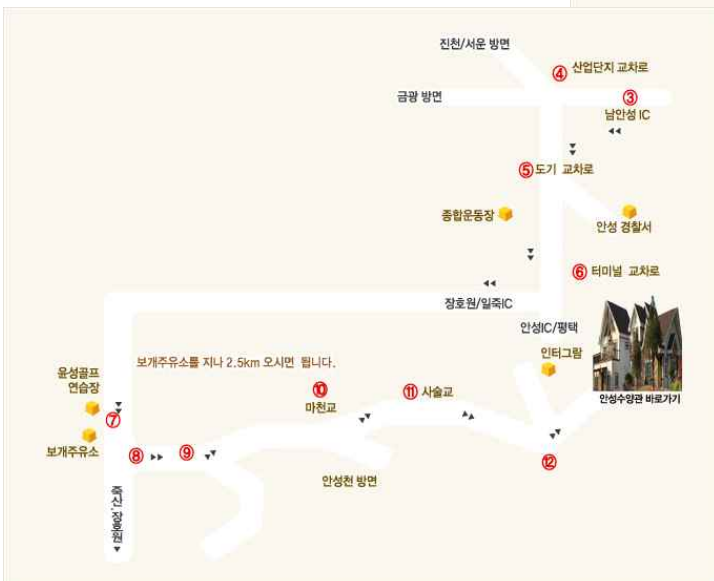 진천/서운 방면
④ 산업단지 교차로
금광 방면
③
남안성 IC
⑤ 도기 교차로
종합운동장
안성 경찰서
⑥ 터미널 교차로
장호원/일죽IC
안성IC/평택
인터그람
안성수양관 바로가기
보개주유소를 지나 2.5km 오시면 됩니다.
윤성골프
연습장
⑦
보개주유소
⑧
⑨
⑩
마천교
⑪ 사술교
⑫
안성천 방면
죽산·장호원